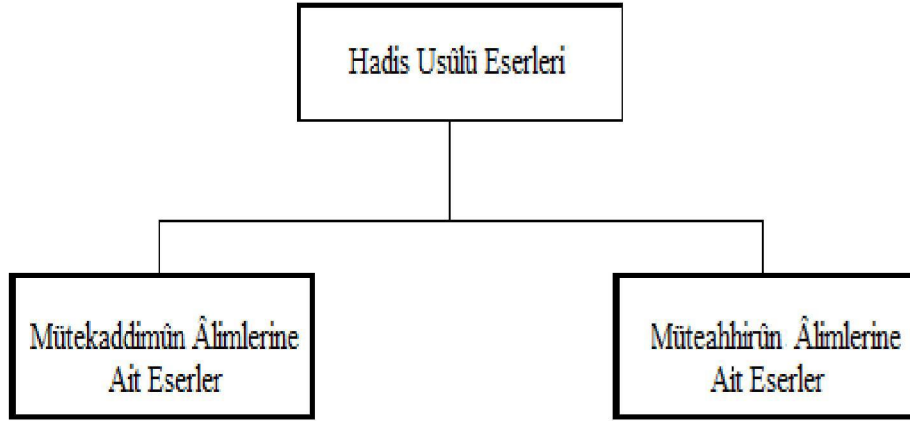 Hadis Usûlü Eserleri
Mütekaddimûn Âlimlerine
Ait Eserler
Müteahhirûn Âlimlerine
Ait Eserler